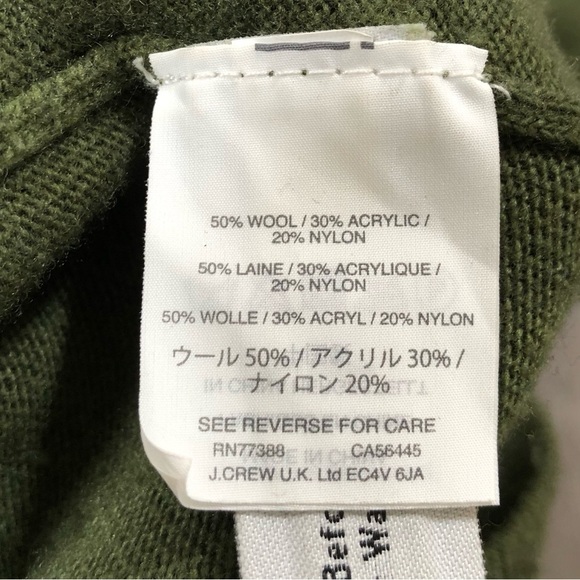 50% WOOL / 30% ACRYLIC /
20% NYLON
50% LAINE / 30% ACRYLIQUE /
20% NYLON
50% WOLLE / 30% ACRYL / 20% NYLON
ウール 50% / アクリル 30% /
ナイロン 20%
SEE REVERSE FOR CARE
RN77388 CA56445
J.CREW U.K. Ltd EC4V 6JA